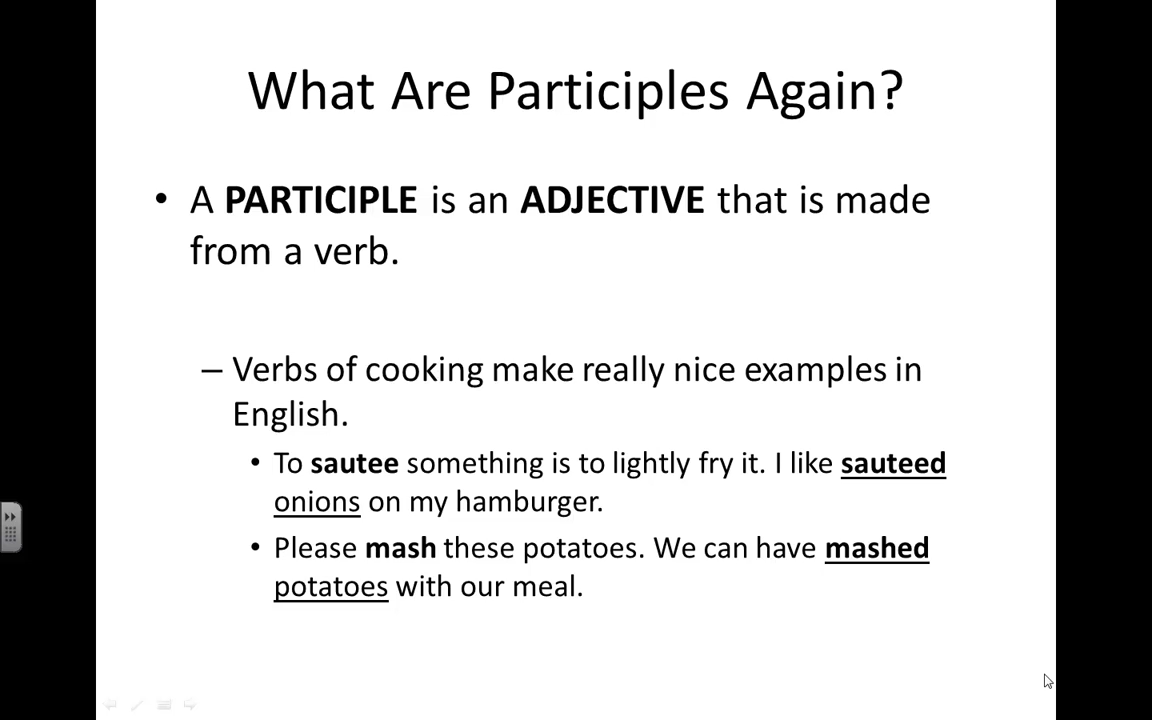 What Are Participles Again?
• A PARTICIPLE is an ADJECTIVE that is made
from a verb.
– Verbs of cooking make really nice examples in
English.
• To sautee something is to lightly fry it. I like sauteed
onions on my hamburger.
• Please mash these potatoes. We can have mashed
potatoes with our meal.